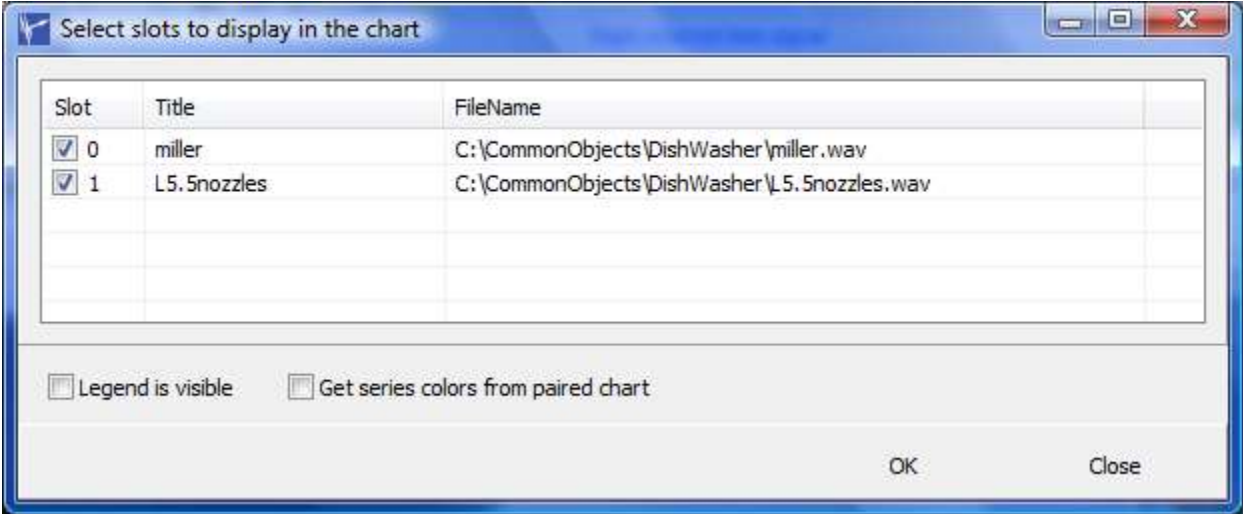 Select slots to display in the chart
Slot Title FileName
0 miller C:\CommonObjects\DishWasher\miller.wav
1 L5.5nozzles C:\CommonObjects\DishWasher\L5.5nozzles.wav
Legend is visible Get series colors from paired chart
OK Close